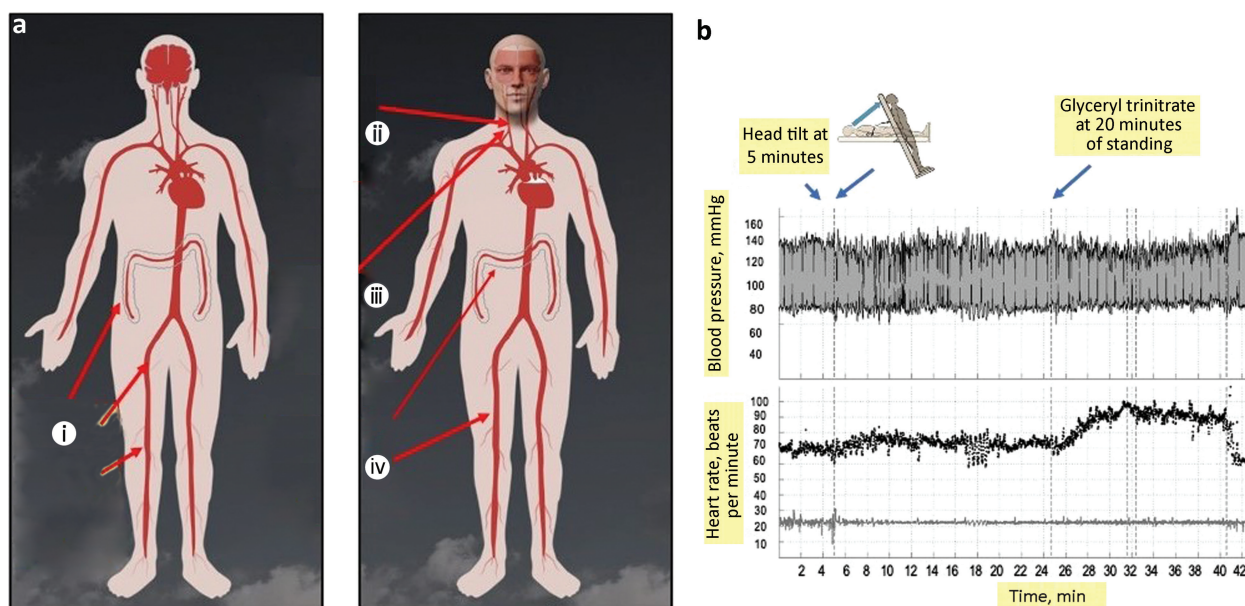 a
ii
iii
i
iv
b
Head tilt at
5 minutes
Glyceryl trinitrate
at 20 minutes
of standing
Blood pressure, mmHg
160
140
120
100
80
60
40
Heart rate, beats
per minute
100
90
80
70
60
50
40
30
20
10
2 4 6 8 10 12 14 16 18 20 22 24 26 28 30 32 34 36 38 40 42
Time, min